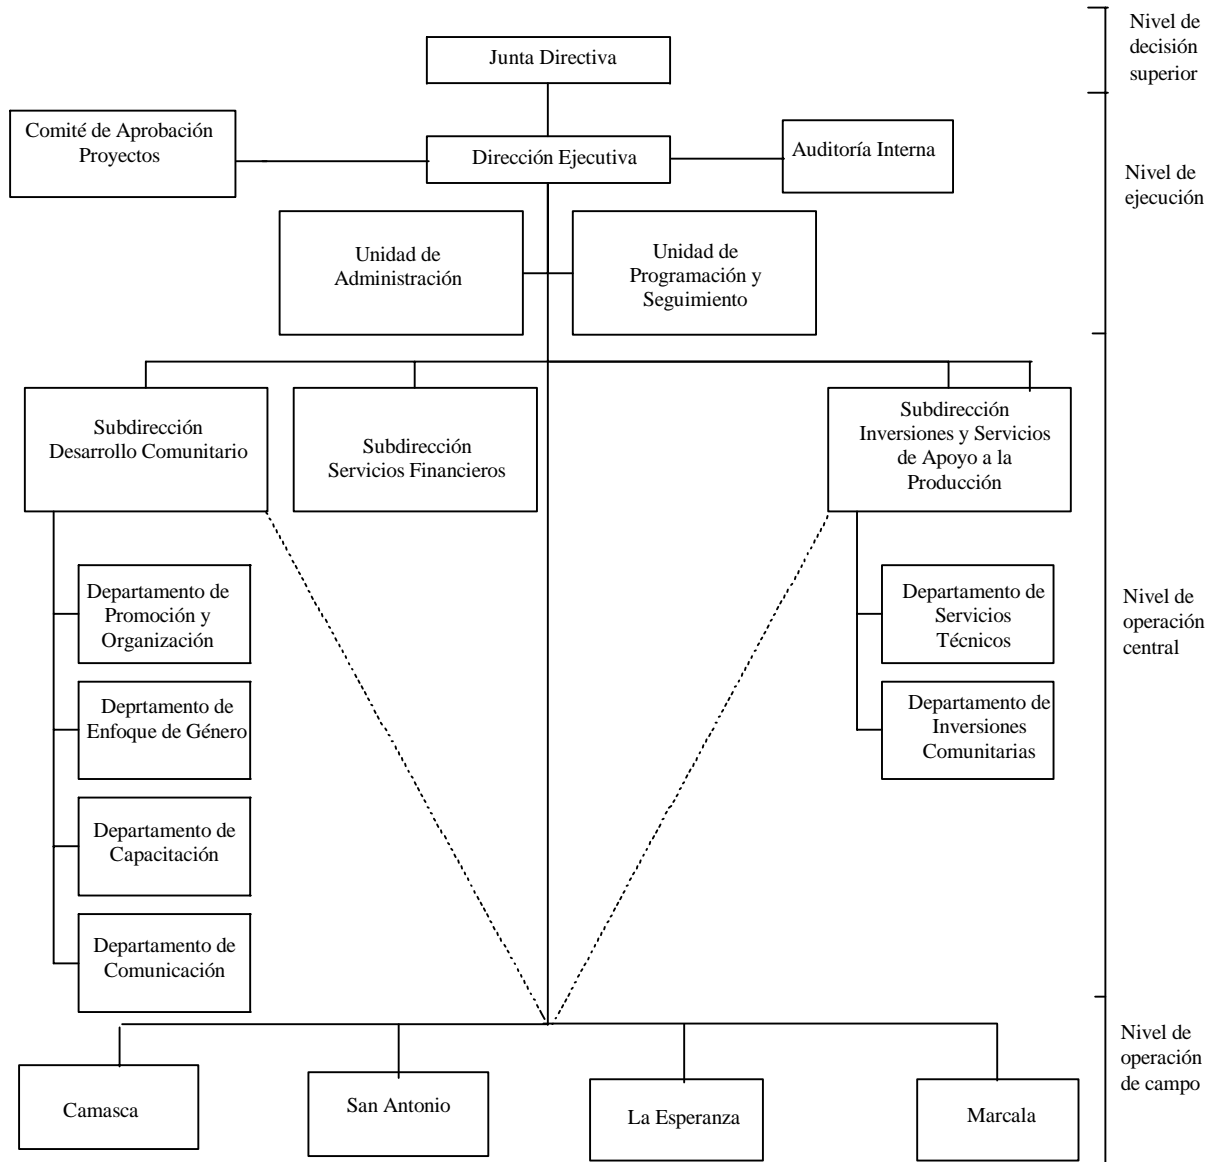 Nivel de
decisión
superior
Junta Directiva
Comité de Aprobación
Proyectos
Dirección Ejecutiva
Auditoría Interna
Nivel de
ejecución
Unidad de
Administración
Unidad de
Programación y
Seguimiento
Subdirección
Desarrollo Comunitario
Subdirección
Servicios Financieros
Subdirección
Inversiones y Servicios
de Apoyo a la
Producción
Departamento de
Promoción y
Organización
Deprtamento de
Enfoque de Género
Departamento de
Capacitación
Departamento de
Comunicación
Departamento de
Servicios
Técnicos
Departamento de
Inversiones
Comunitarias
Nivel de
operación
central
Nivel de
operación
de campo
Camasca
San Antonio
La Esperanza
Marcala